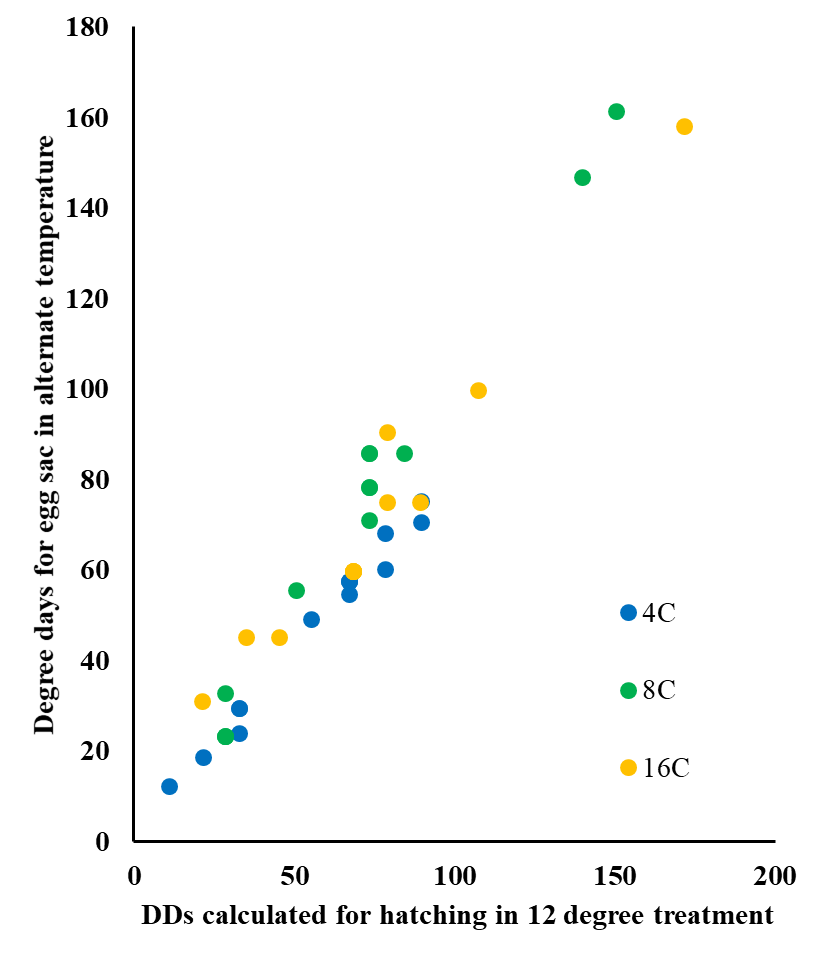 180
160
140
120
100
80
60
40
20
0
Degree days for egg sac in alternate temperature
4C
8C
16C
0 50 100 150 200
DDs calculated for hatching in 12 degree treatment